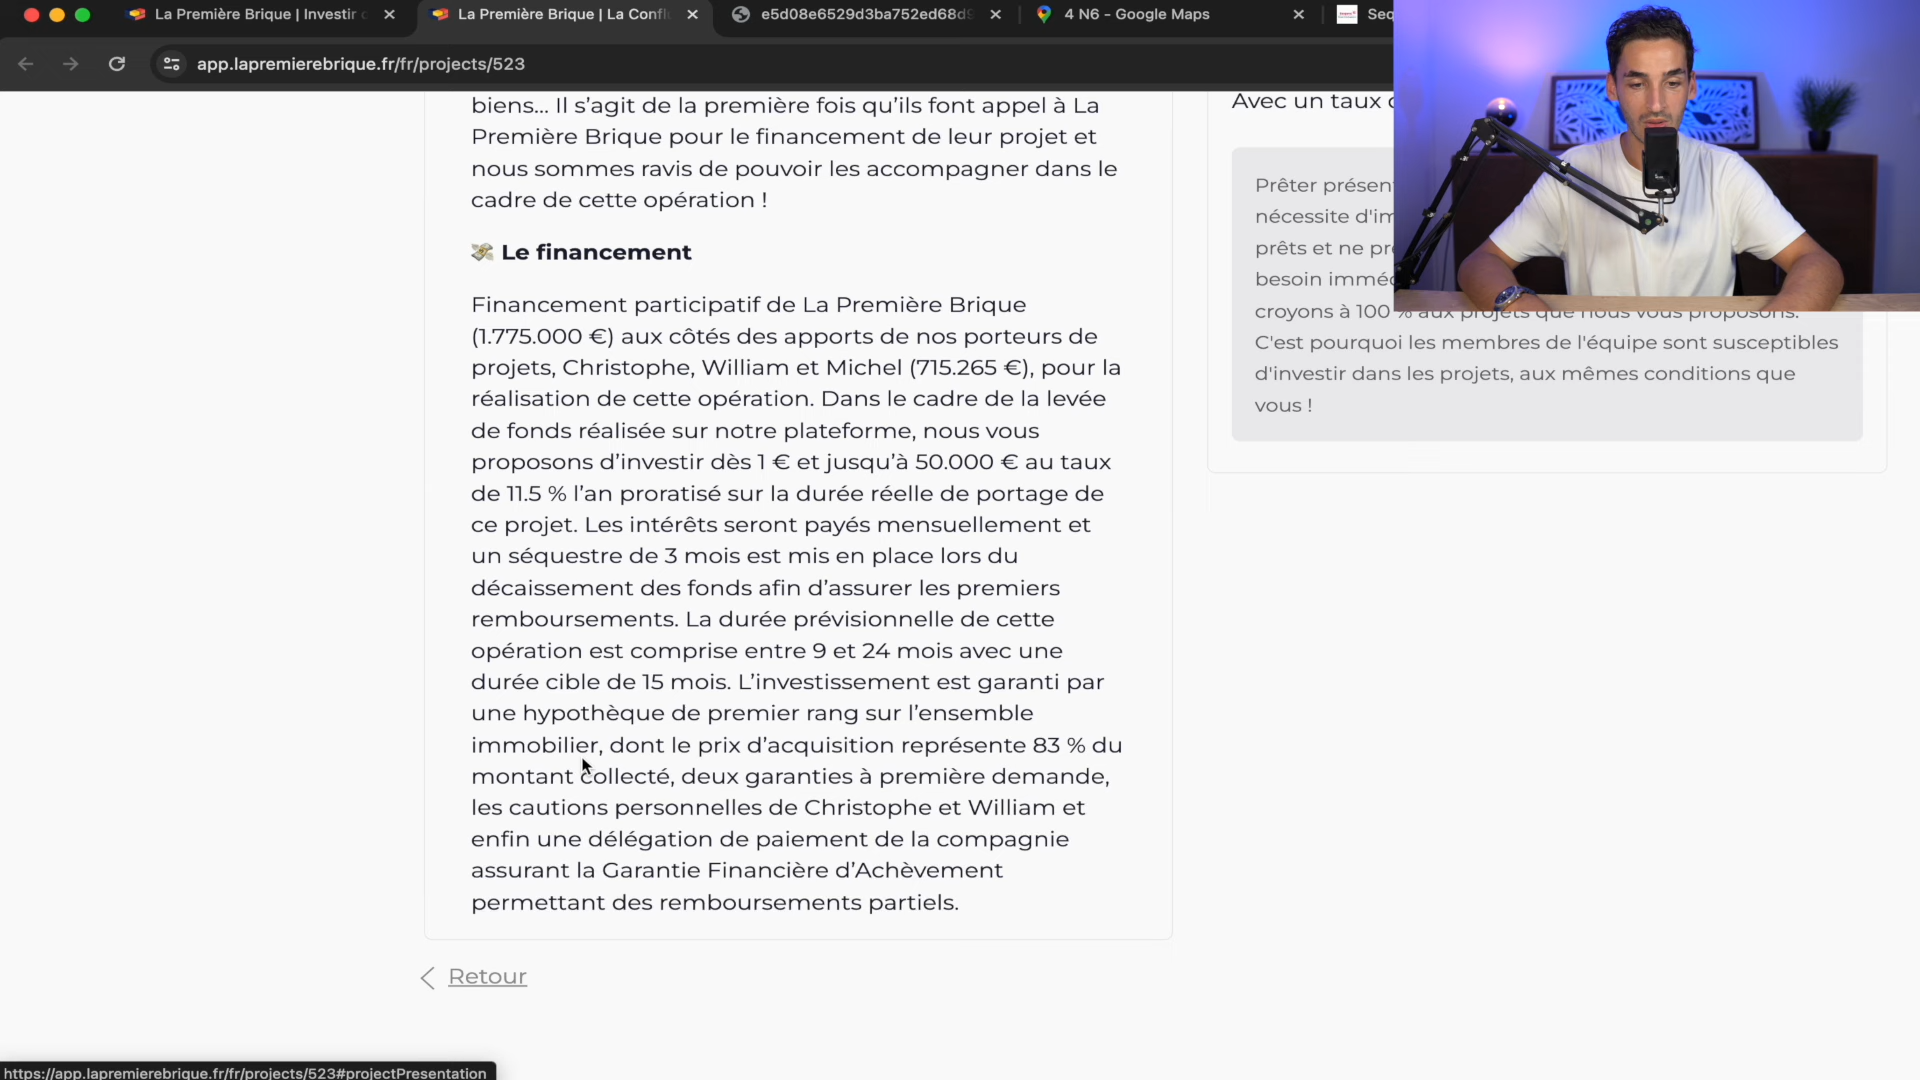 La Première Brique | Investir
La Première Brique | La Confl
e5d08e6529d3ba752ed68d9
4 N6 - Google Maps
Seq
app.lapremierebrique.fr/fr/projects/523
biens... Il s’agit de la première fois qu’ils font appel à La
Première Brique pour le financement de leur projet et
nous sommes ravis de pouvoir les accompagner dans le
cadre de cette opération !
💸 Le financement
Financement participatif de La Première Brique
(1.775.000 €) aux côtés des apports de nos porteurs de
projets, Christophe, William et Michel (715.265 €), pour la
réalisation de cette opération. Dans le cadre de la levée
de fonds réalisée sur notre plateforme, nous vous
proposons d’investir dès 1 € et jusqu’à 50.000 € au taux
de 11.5 % l’an proratisé sur la durée réelle de portage de
ce projet. Les intérêts seront payés mensuellement et
un séquestre de 3 mois est mis en place lors du
décaissement des fonds afin d’assurer les premiers
remboursements. La durée prévisionnelle de cette
opération est comprise entre 9 et 24 mois avec une
durée cible de 15 mois. L’investissement est garanti par
une hypothèque de premier rang sur l’ensemble
immobilier, dont le prix d’acquisition représente 83 % du
montant collecté, deux garanties à première demande,
les cautions personnelles de Christophe et William et
enfin une délégation de paiement de la compagnie
assurant la Garantie Financière d’Achèvement
permettant des remboursements partiels.
Retour
Avec un taux
Prêter présen
nécessite d'im
prêts et ne pr
besoin imméd
croyons à 100 % aux projets que nous vous proposons.
C'est pourquoi les membres de l'équipe sont susceptibles
d'investir dans les projets, aux mêmes conditions que
vous !
https://app.lapremierebrique.fr/fr/projects/523#projectPresentation